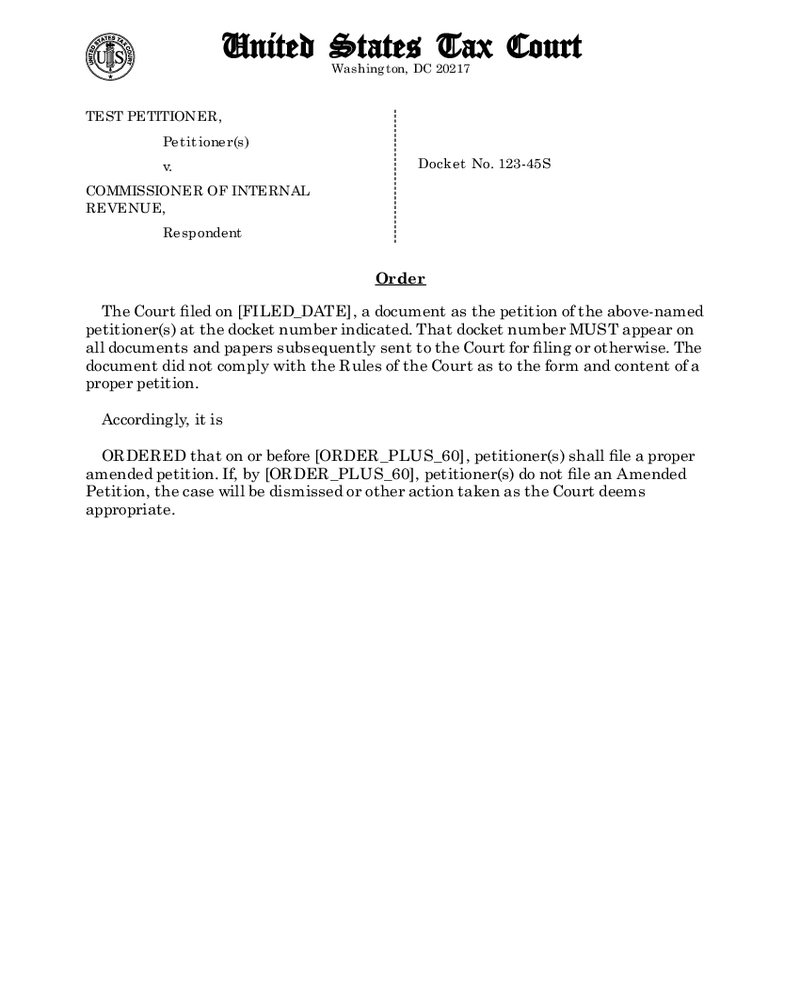 UNITED STATES TAX COURT
US
United States Tax Court
Washington, DC 20217
TEST PETITIONER,
Petitioner(s)
v.
Docket No. 123-45S
COMMISSIONER OF INTERNAL
REVENUE,
Respondent
Order
The Court filed on [FILED_DATE], a document as the petition of the above-named
petitioner(s) at the docket number indicated. That docket number MUST appear on
all documents and papers subsequently sent to the Court for filing or otherwise. The
document did not comply with the Rules of the Court as to the form and content of a
proper petition.
Accordingly, it is
ORDERED that on or before [ORDER_PLUS_60], petitioner(s) shall file a proper
amended petition. If, by [ORDER_PLUS_60], petitioner(s) do not file an Amended
Petition, the case will be dismissed or other action taken as the Court deems
appropriate.